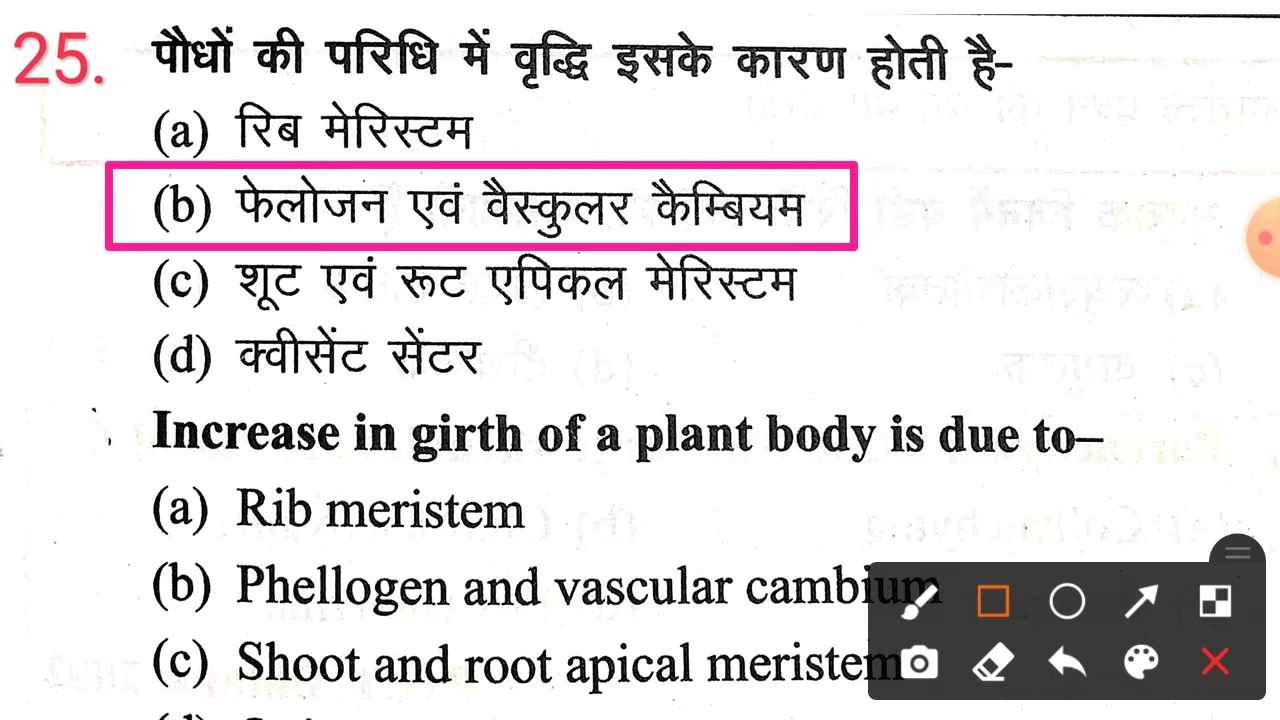 25. पौधों की परिधि में वृद्धि इसके कारण होती है-
(a) रिब मेरिस्टम
(b) फेलोजन एवं वैस्कुलर कैम्बियम
(c) शूट एवं रूट एपिकल मेरिस्टम
(d) क्वीसेंट सेंटर
Increase in girth of a plant body is due to–
(a) Rib meristem
(b) Phellogen and vascular cambium
(c) Shoot and root apical meristem